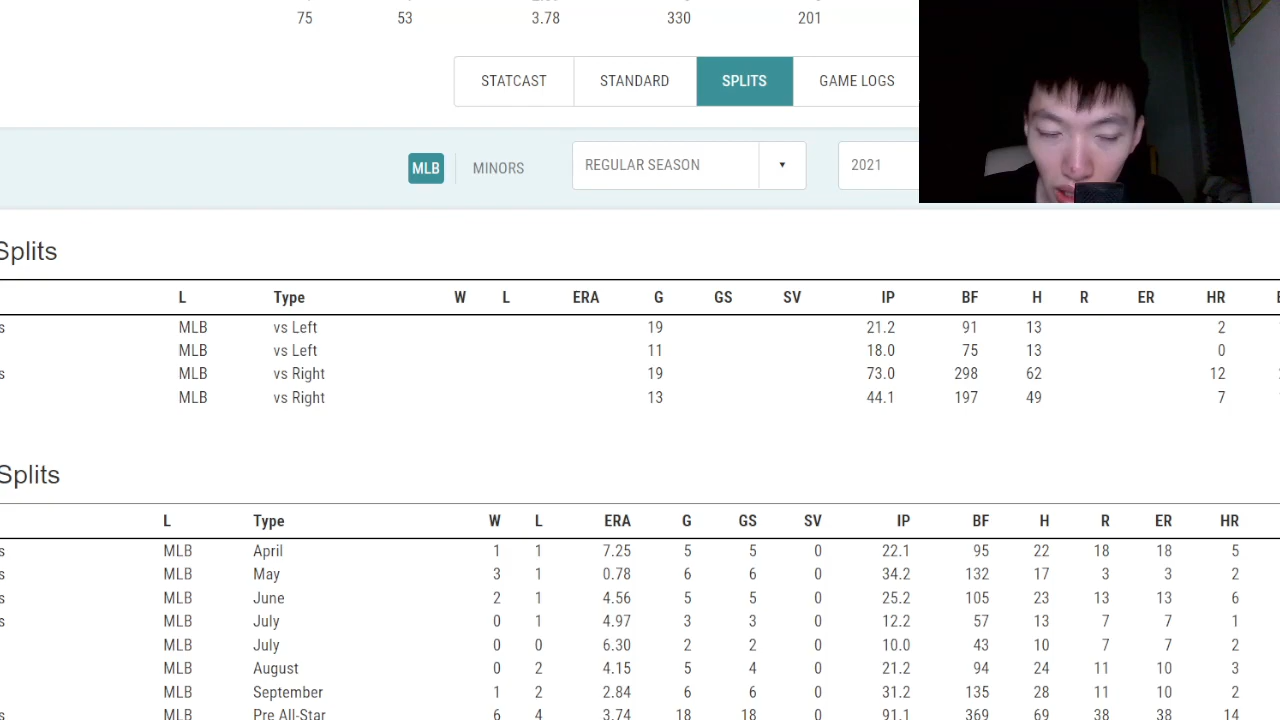 75 53 3.78 330 201
STATCAST STANDARD SPLITS GAME LOGS
MLB MINORS REGULAR SEASON 2021
Splits
L Type W L ERA G GS SV IP BF H R ER HR
s MLB vs Left 19 21.2 91 13 2
MLB vs Left 11 18.0 75 13 0
s MLB vs Right 19 73.0 298 62 12
MLB vs Right 13 44.1 197 49 7
Splits
L Type W L ERA G GS SV IP BF H R ER HR
s MLB April 1 1 7.25 5 5 0 22.1 95 22 18 18 5
s MLB May 3 1 0.78 6 6 0 34.2 132 17 3 3 2
s MLB June 2 1 4.56 5 5 0 25.2 105 23 13 13 6
s MLB July 0 1 4.97 3 3 0 12.2 57 13 7 7 1
MLB July 0 0 6.30 2 2 0 10.0 43 10 7 7 2
MLB August 0 2 4.15 5 4 0 21.2 94 24 11 10 3
MLB September 1 2 2.84 6 6 0 31.2 135 28 11 10 2
s MLB Pre All-Star 6 4 3.74 18 18 0 91.1 369 69 38 38 14